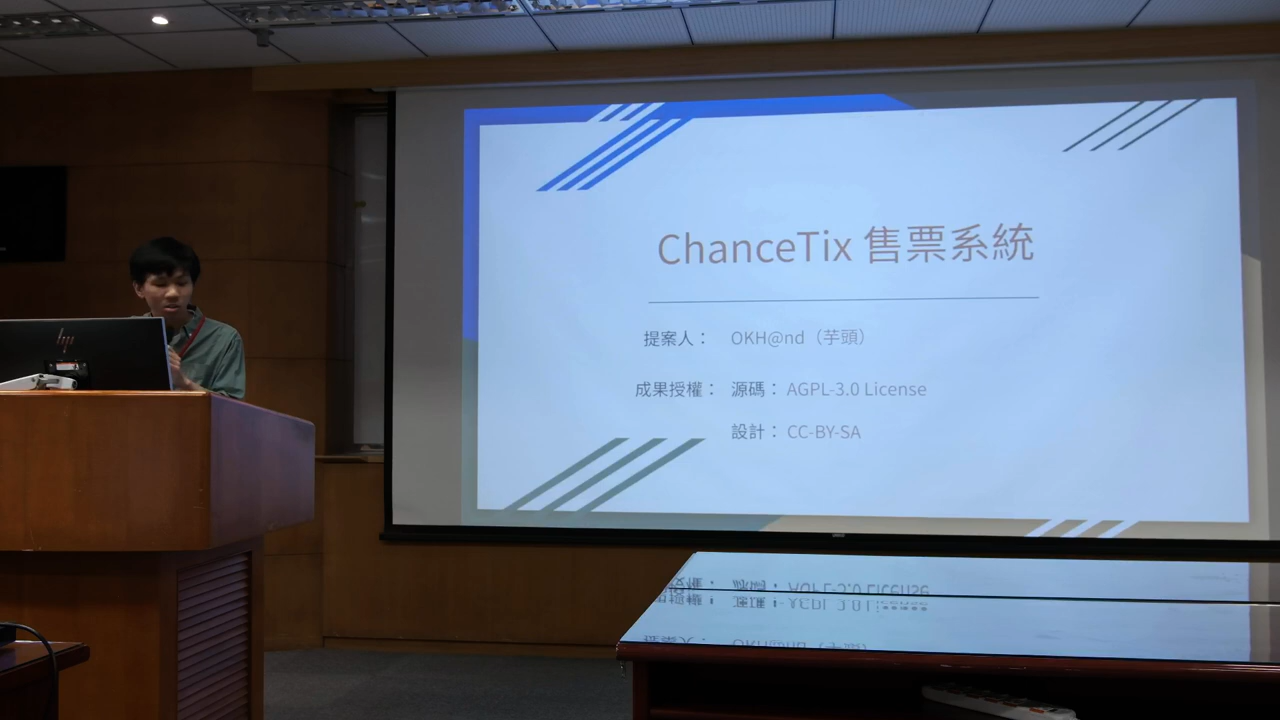 ChanceTix 售票系統
提案人： OKH@nd（芋頭）
成果授權： 源碼： AGPL-3.0 License
設計： CC-BY-SA
hp